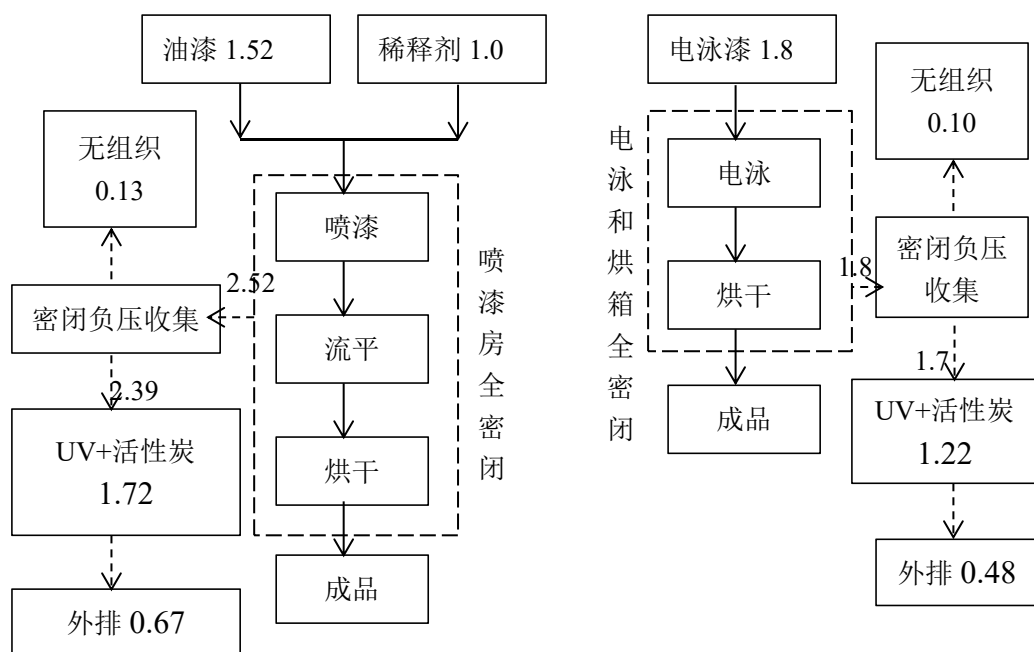 油漆 1.52
稀释剂 1.0
无组织
0.13
喷漆
2.52
密闭负压收集
流平
2.39
UV+活性炭
1.72
烘干
外排 0.67
成品
喷漆房全密闭
电泳漆 1.8
无组织
0.10
电泳
密闭负压
收集
1.8
烘干
1.7
成品
UV+活性炭
1.22
外排 0.48
电泳和烘箱全密闭